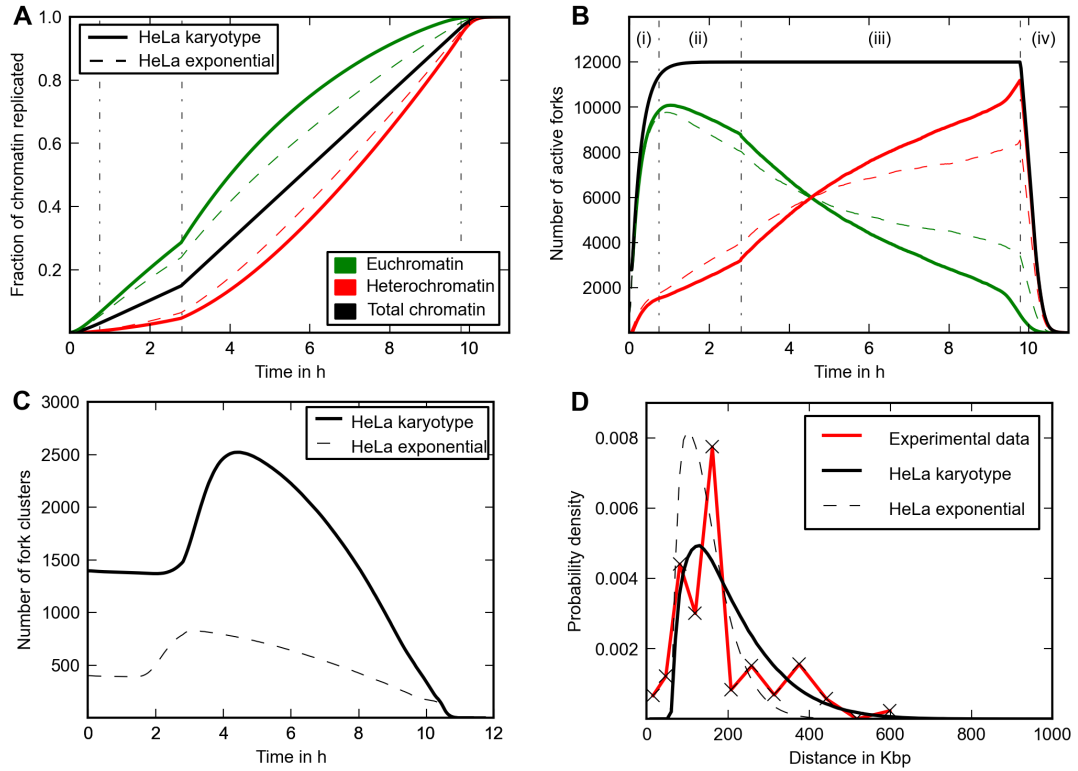 A
HeLa karyotype
HeLa exponential
Fraction of chromatin replicated
1.0
0.8
0.6
0.4
0.2
Euchromatin
Heterochromatin
Total chromatin
0 2 4 6 8 10
Time in h
B
(i) (ii) (iii) (iv)
Number of active forks
12000
10000
8000
6000
4000
2000
0 2 4 6 8 10
Time in h
C
HeLa karyotype
HeLa exponential
Number of fork clusters
3000
2500
2000
1500
1000
500
0 2 4 6 8 10 12
Time in h
D
Experimental data
HeLa karyotype
HeLa exponential
Probability density
0.008
0.006
0.004
0.002
0 200 400 600 800 1000
Distance in Kbp